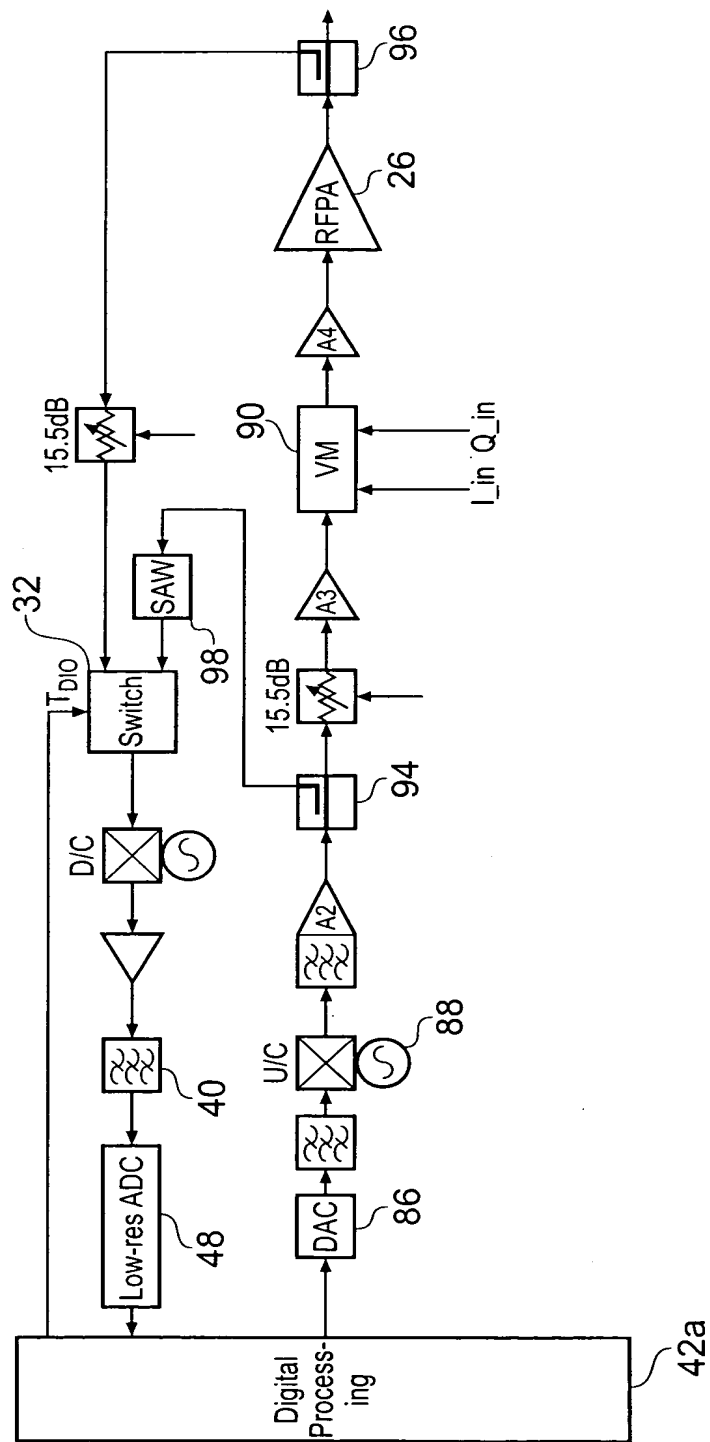 15.5dB
32
T_DIO
Switch
SAW
98
D/C
40
Low-res ADC
48
Digital
Process-
ing
42a
DAC
86
U/C
88
A2
94
15.5dB
A3
90
VM
I_in
Q_in
A4
RFPA
26
96